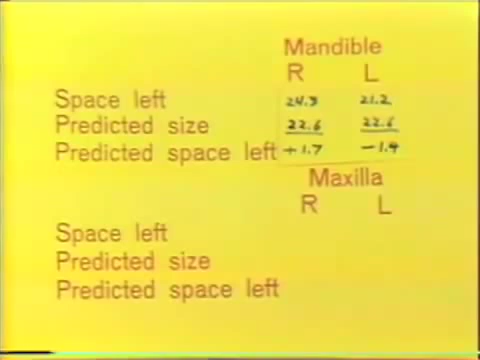 Mandible
R L
Space left 24.3 21.2
Predicted size 22.6 22.6
Predicted space left +1.7 -1.4
Maxilla
R L
Space left
Predicted size
Predicted space left